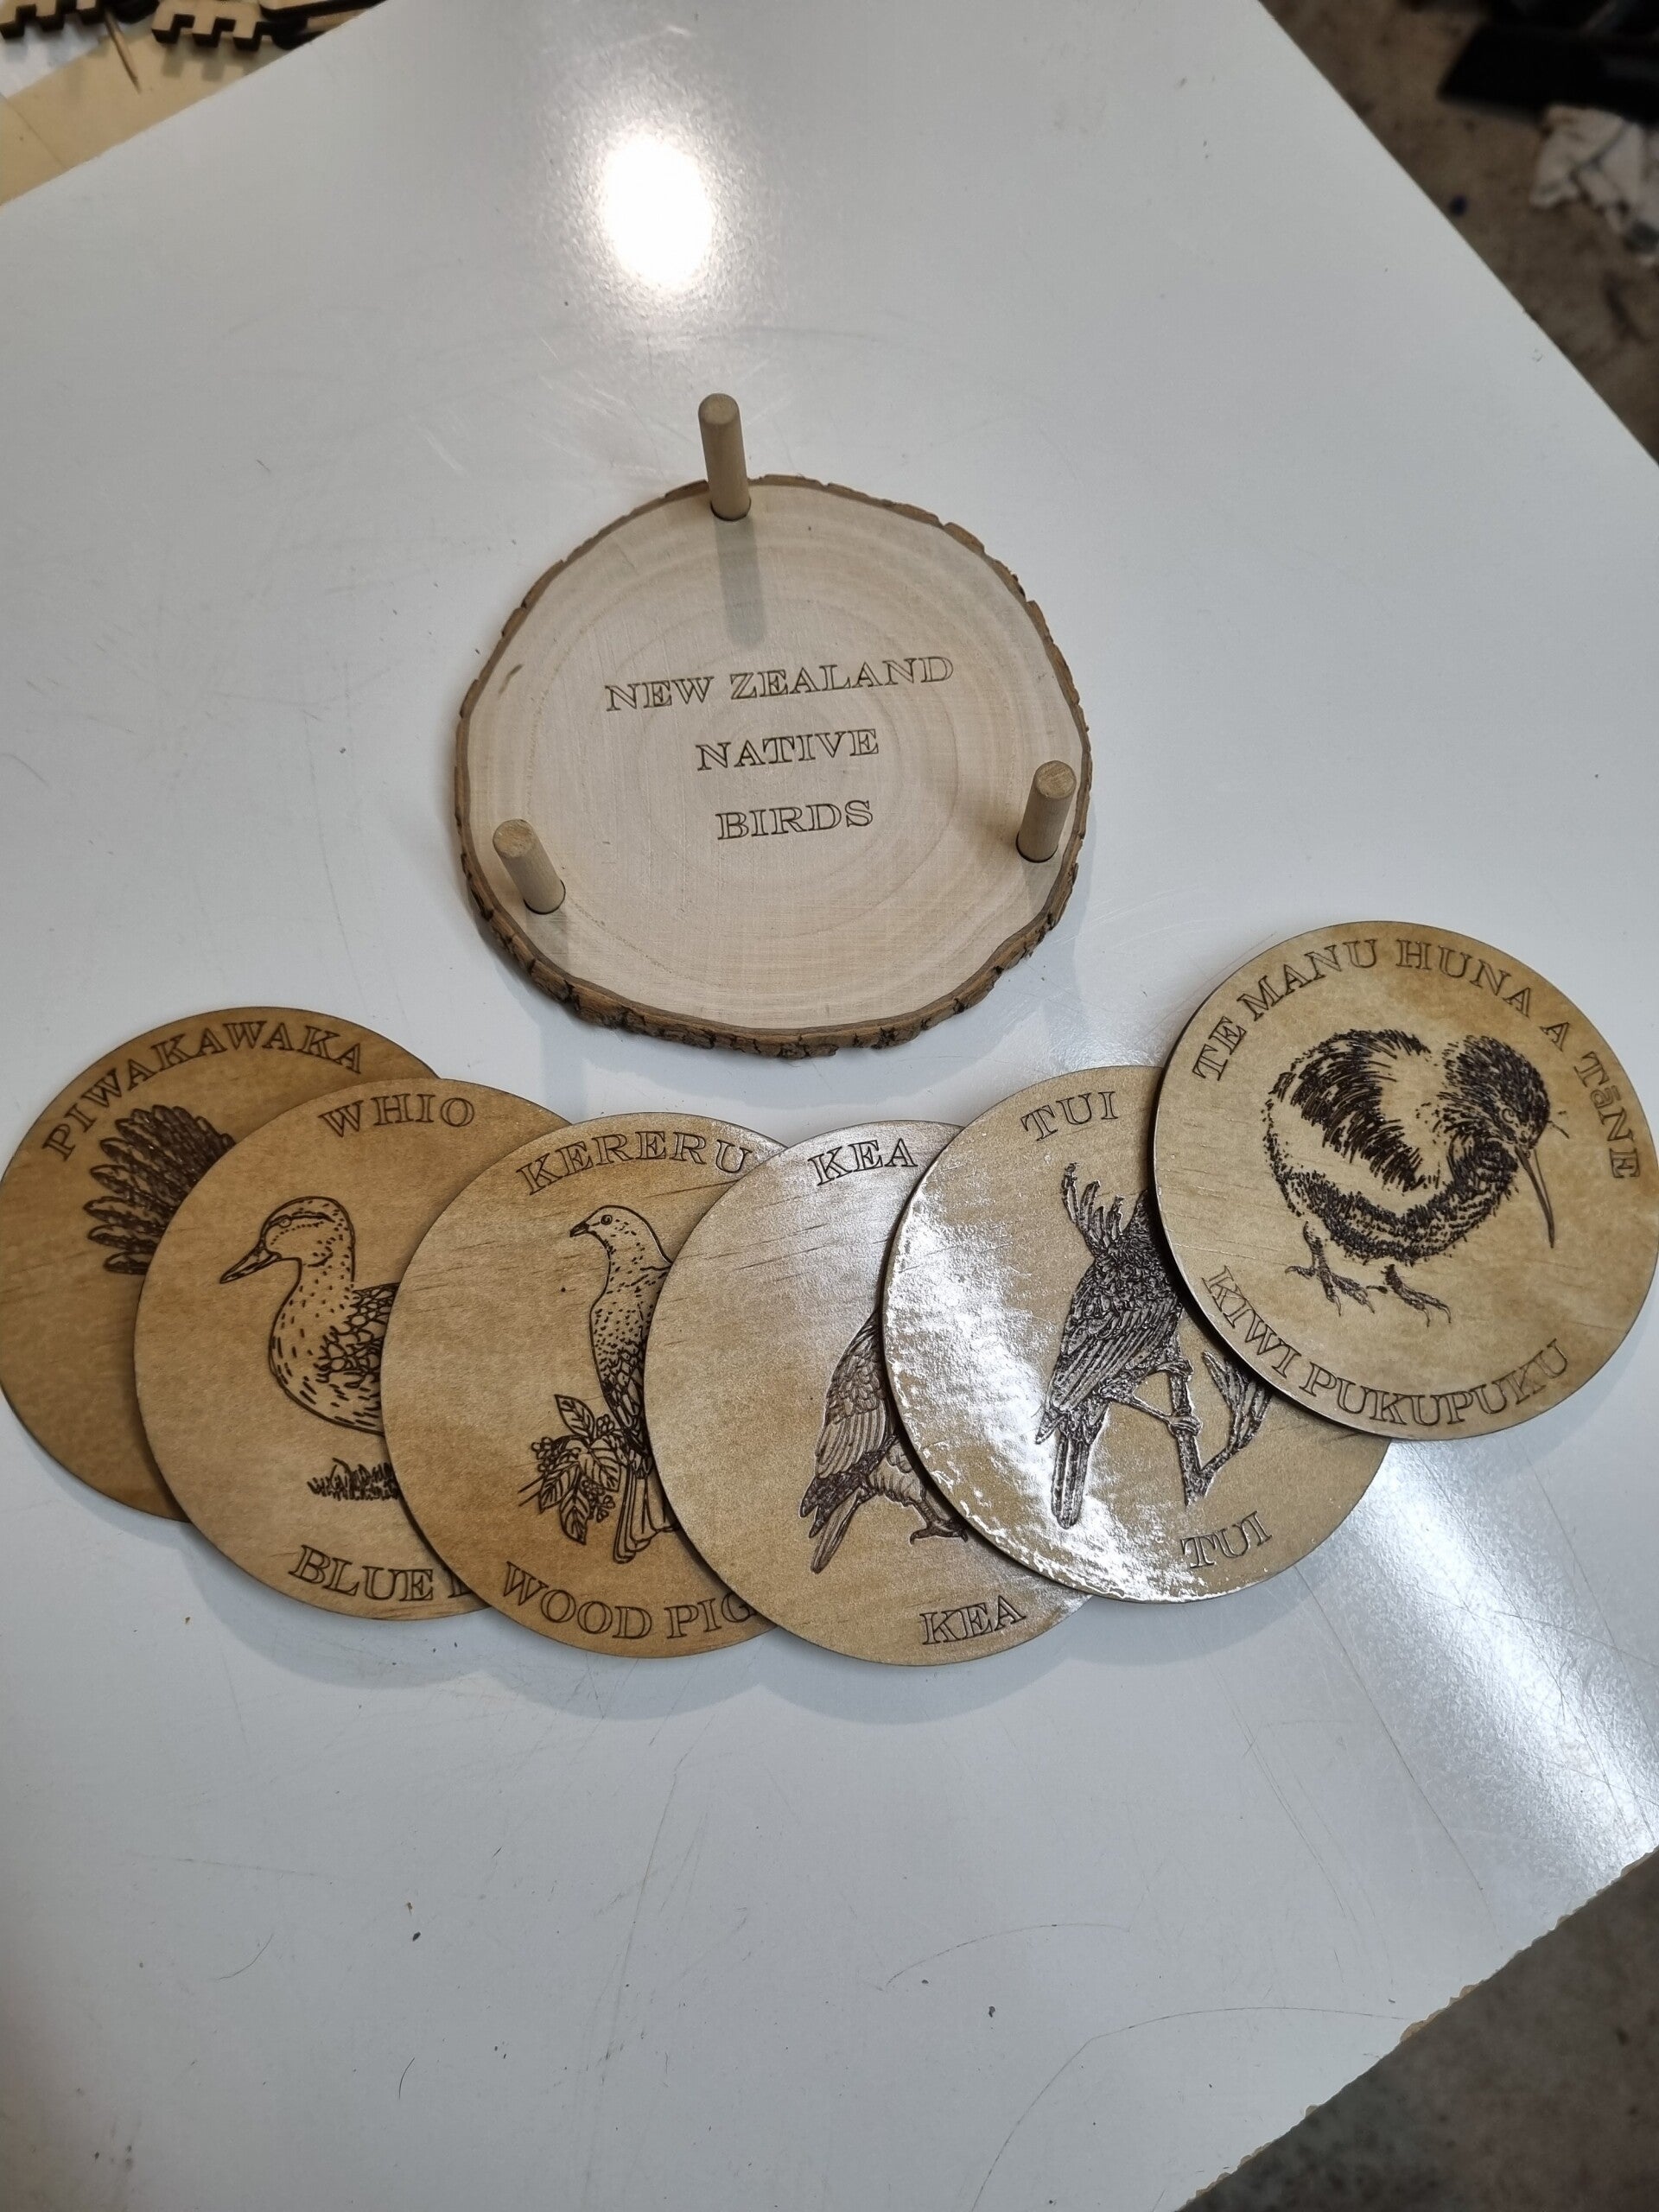 NEW ZEALAND
NATIVE
BIRDS
PIWAKAWAKA
WHIO
BLUE
KERERU
WOOD
KEA
KEA
TUI
TUI
TE MANU HUNA A TāNE
KIWI PUKUPUKU